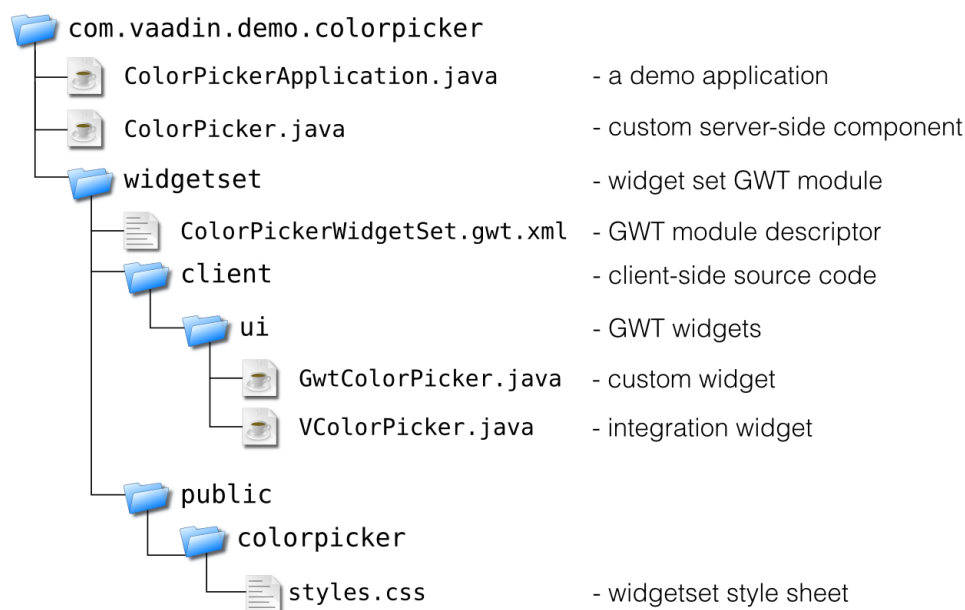 com.vaadin.demo.colorpicker
ColorPickerApplication.java - a demo application
ColorPicker.java - custom server-side component
widgetset - widget set GWT module
ColorPickerWidgetSet.gwt.xml - GWT module descriptor
client - client-side source code
ui - GWT widgets
GwtColorPicker.java - custom widget
VColorPicker.java - integration widget
public
colorpicker
styles.css - widgetset style sheet